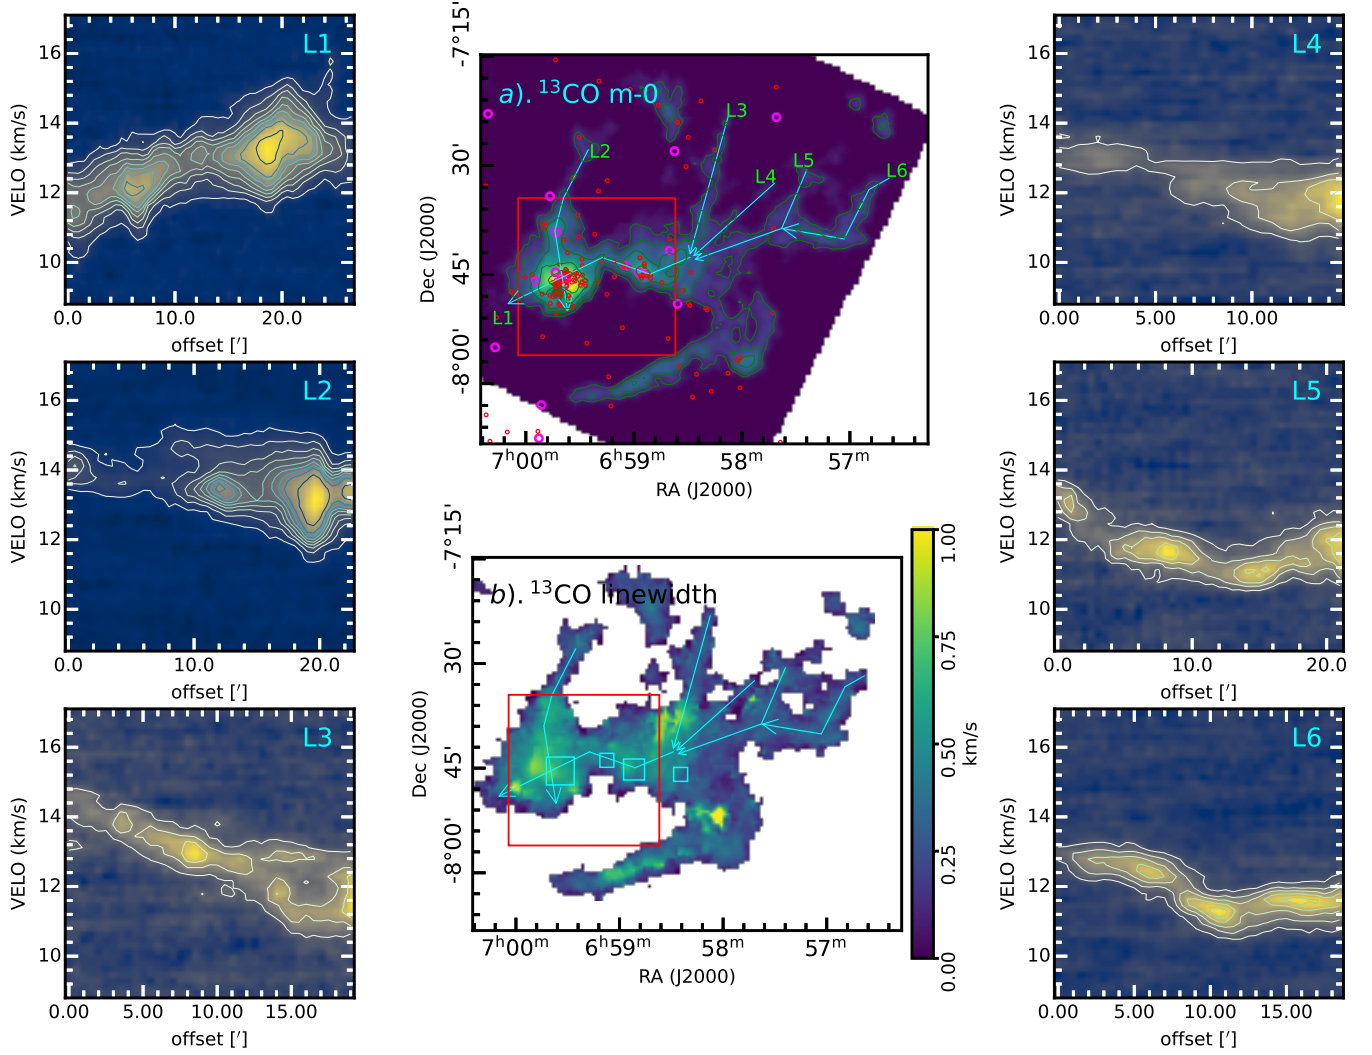 L1
16
14
12
10
VELO (km/s)
0.0 10.0 20.0
offset [′]
L2
16
14
12
10
VELO (km/s)
0.0 10.0 20.0
offset [′]
L3
16
14
12
10
VELO (km/s)
0.00 10.00 15.00
offset [′]
a). ¹³CO m-0
L1
L2
L3
L4
L5
L6
-7°15'
30'
45'
-8°00'
Dec (J2000)
7ʰ00ᵐ 6ʰ59ᵐ 58ᵐ 57ᵐ
RA (J2000)
b). ¹³CO linewidth
-7°15'
30'
45'
-8°00'
Dec (J2000)
7ʰ00ᵐ 6ʰ59ᵐ 58ᵐ 57ᵐ
RA (J2000)
1.00
0.75
0.50
0.25
0.00
km/s
L4
16
14
12
10
VELO (km/s)
0.00 5.00 10.00
offset [′]
L5
16
14
12
10
VELO (km/s)
0.0 10.0 20.0
offset [′]
L6
16
14
12
10
VELO (km/s)
0.00 10.00 15.00
offset [′]